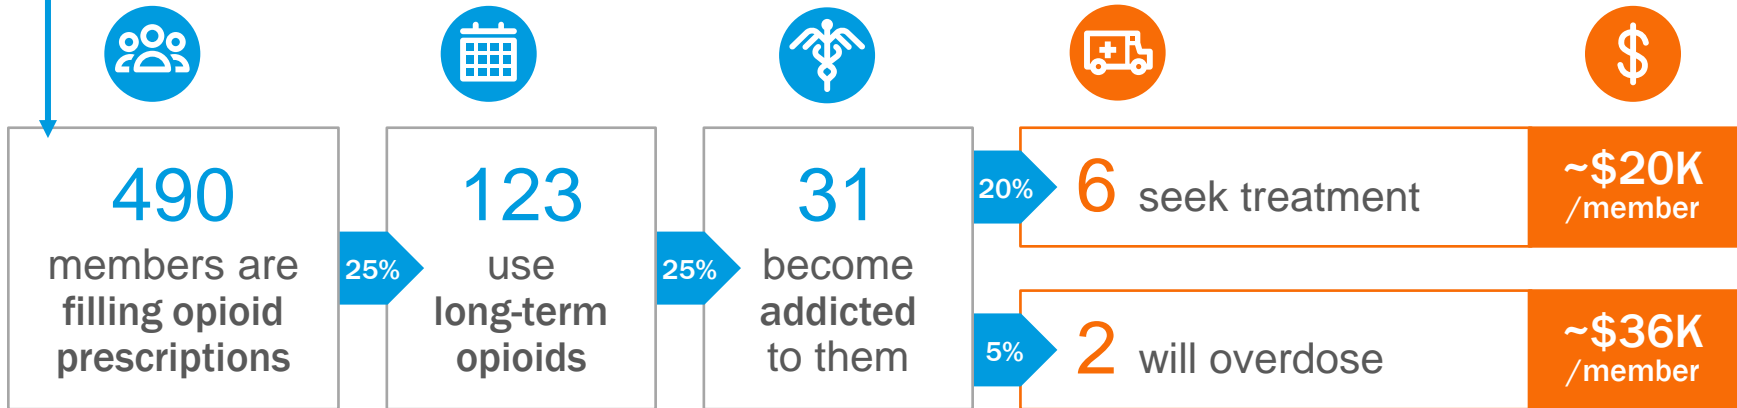 490
members are
filling opioid
prescriptions
25%
123
use
long-term
opioids
25%
31
become
addicted
to them
20%
6 seek treatment
~$20K
/member
5%
2 will overdose
~$36K
/member